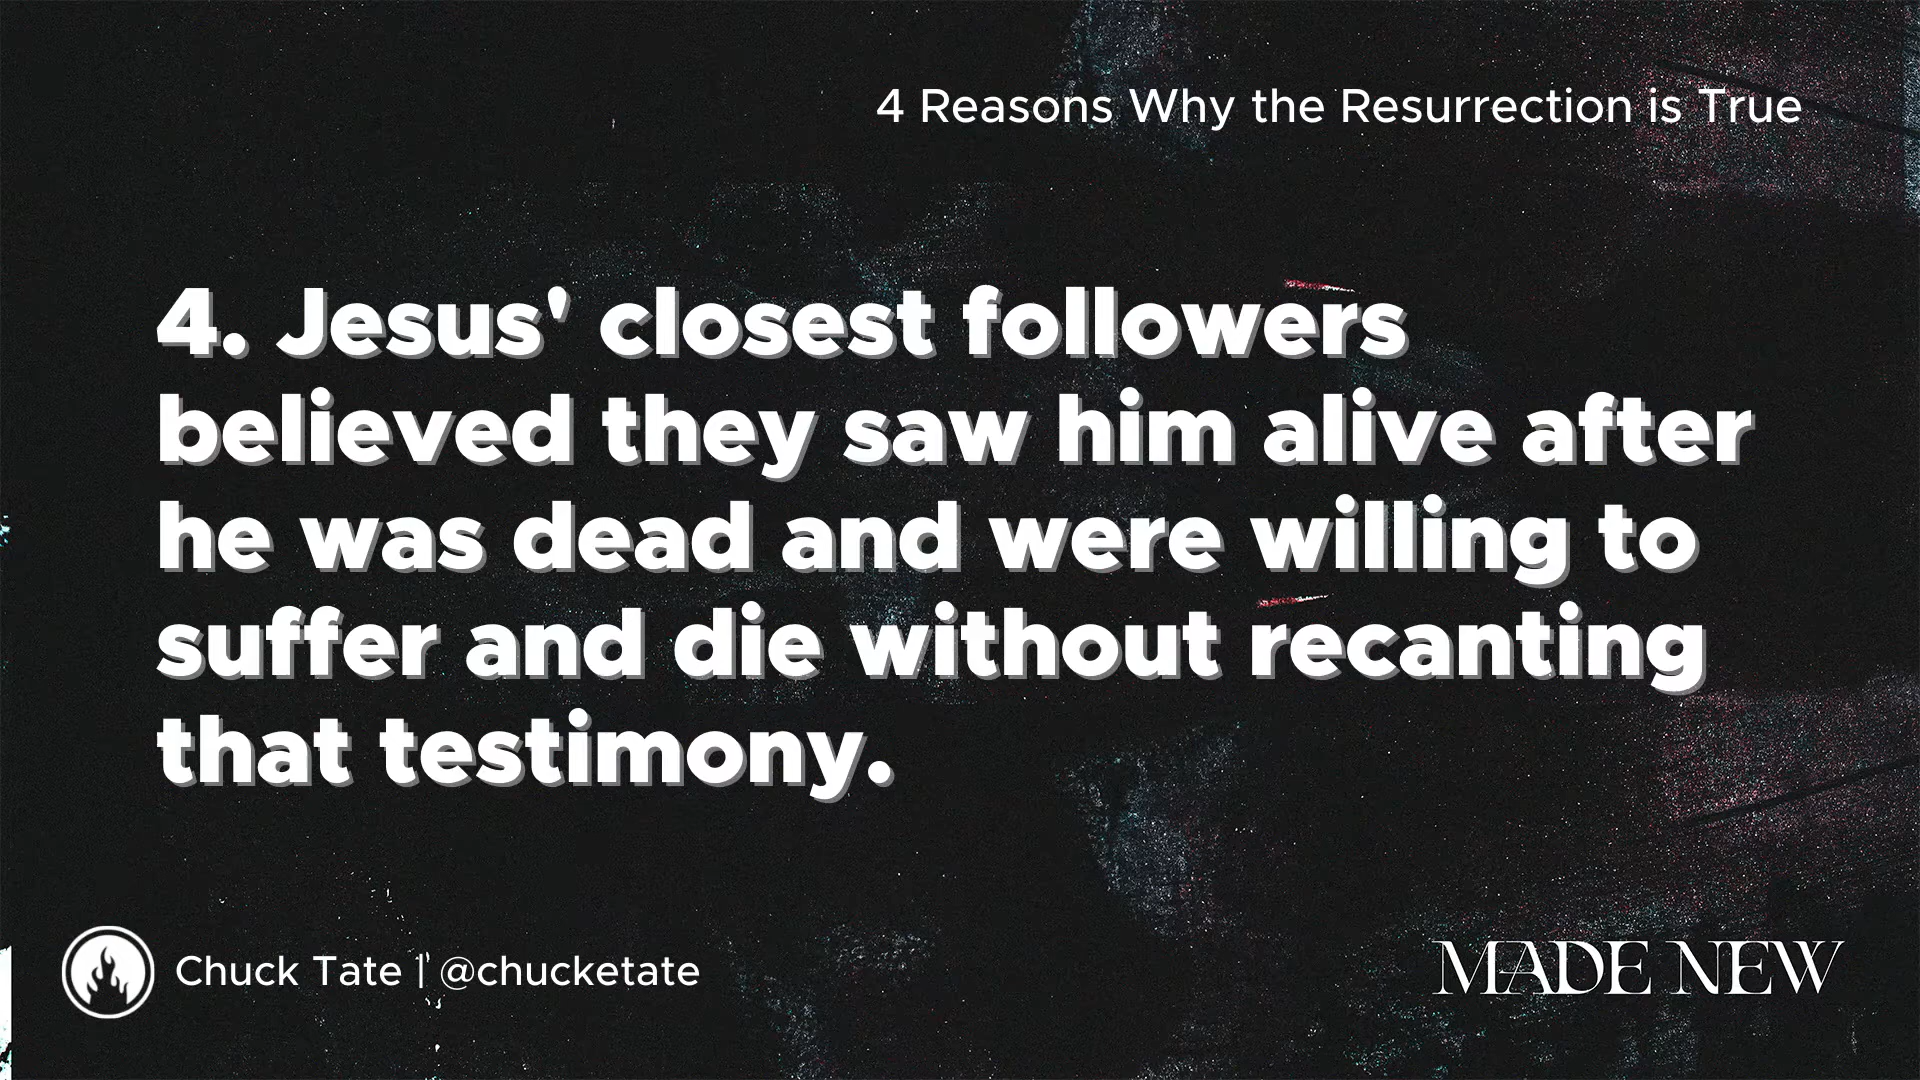 4 Reasons Why the Resurrection is True
4. Jesus' closest followers
believed they saw him alive after
he was dead and were willing to
suffer and die without recanting
that testimony.
Chuck Tate | @chucketate
MADE NEW